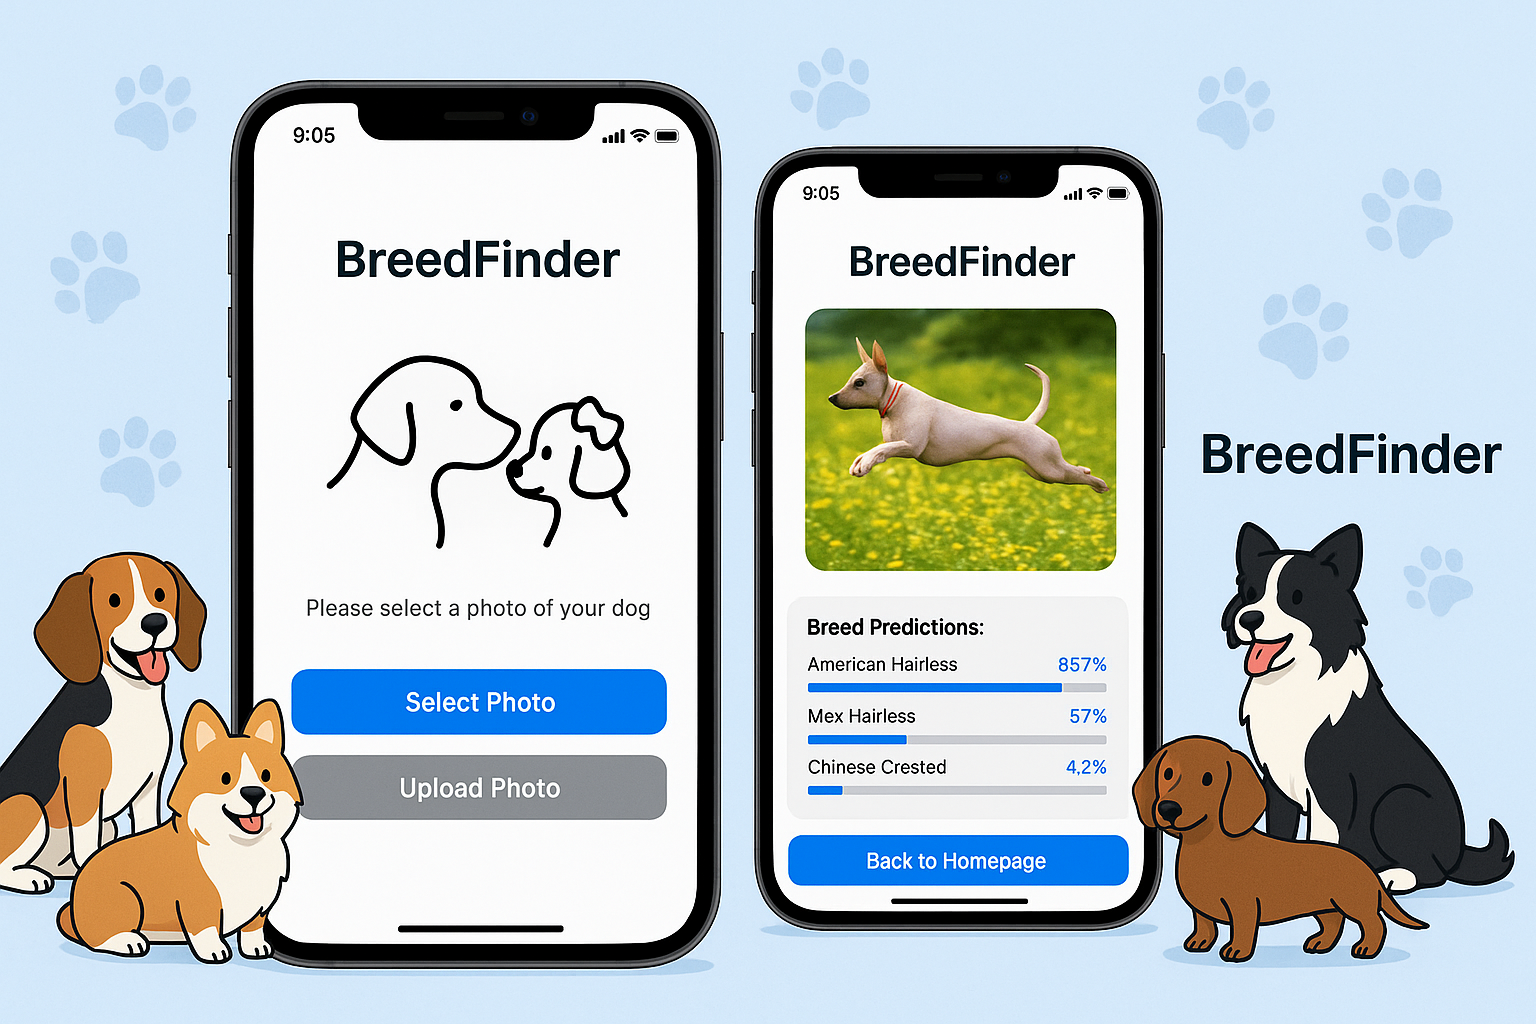 9:05
BreedFinder
Please select a photo of your dog
Select Photo
Upload Photo
9:05
BreedFinder
Breed Predictions:
American Hairless 857%
Mex Hairless 57%
Chinese Crested 4,2%
Back to Homepage
BreedFinder